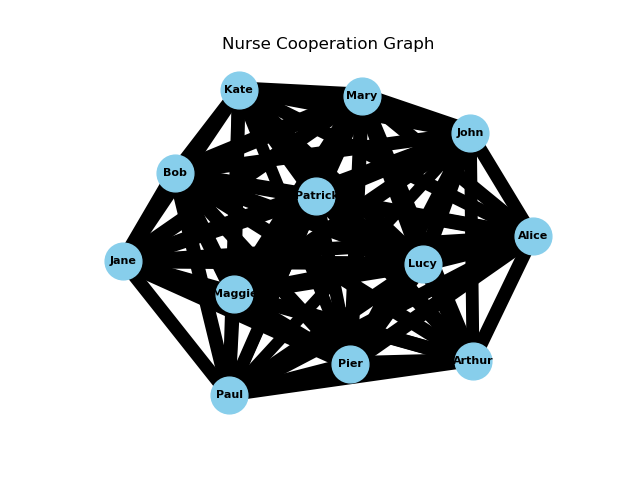 Nurse Cooperation Graph
Kate
Mary
John
Bob
Patrick
Alice
Jane
Lucy
Maggie
Pier
Arthur
Paul